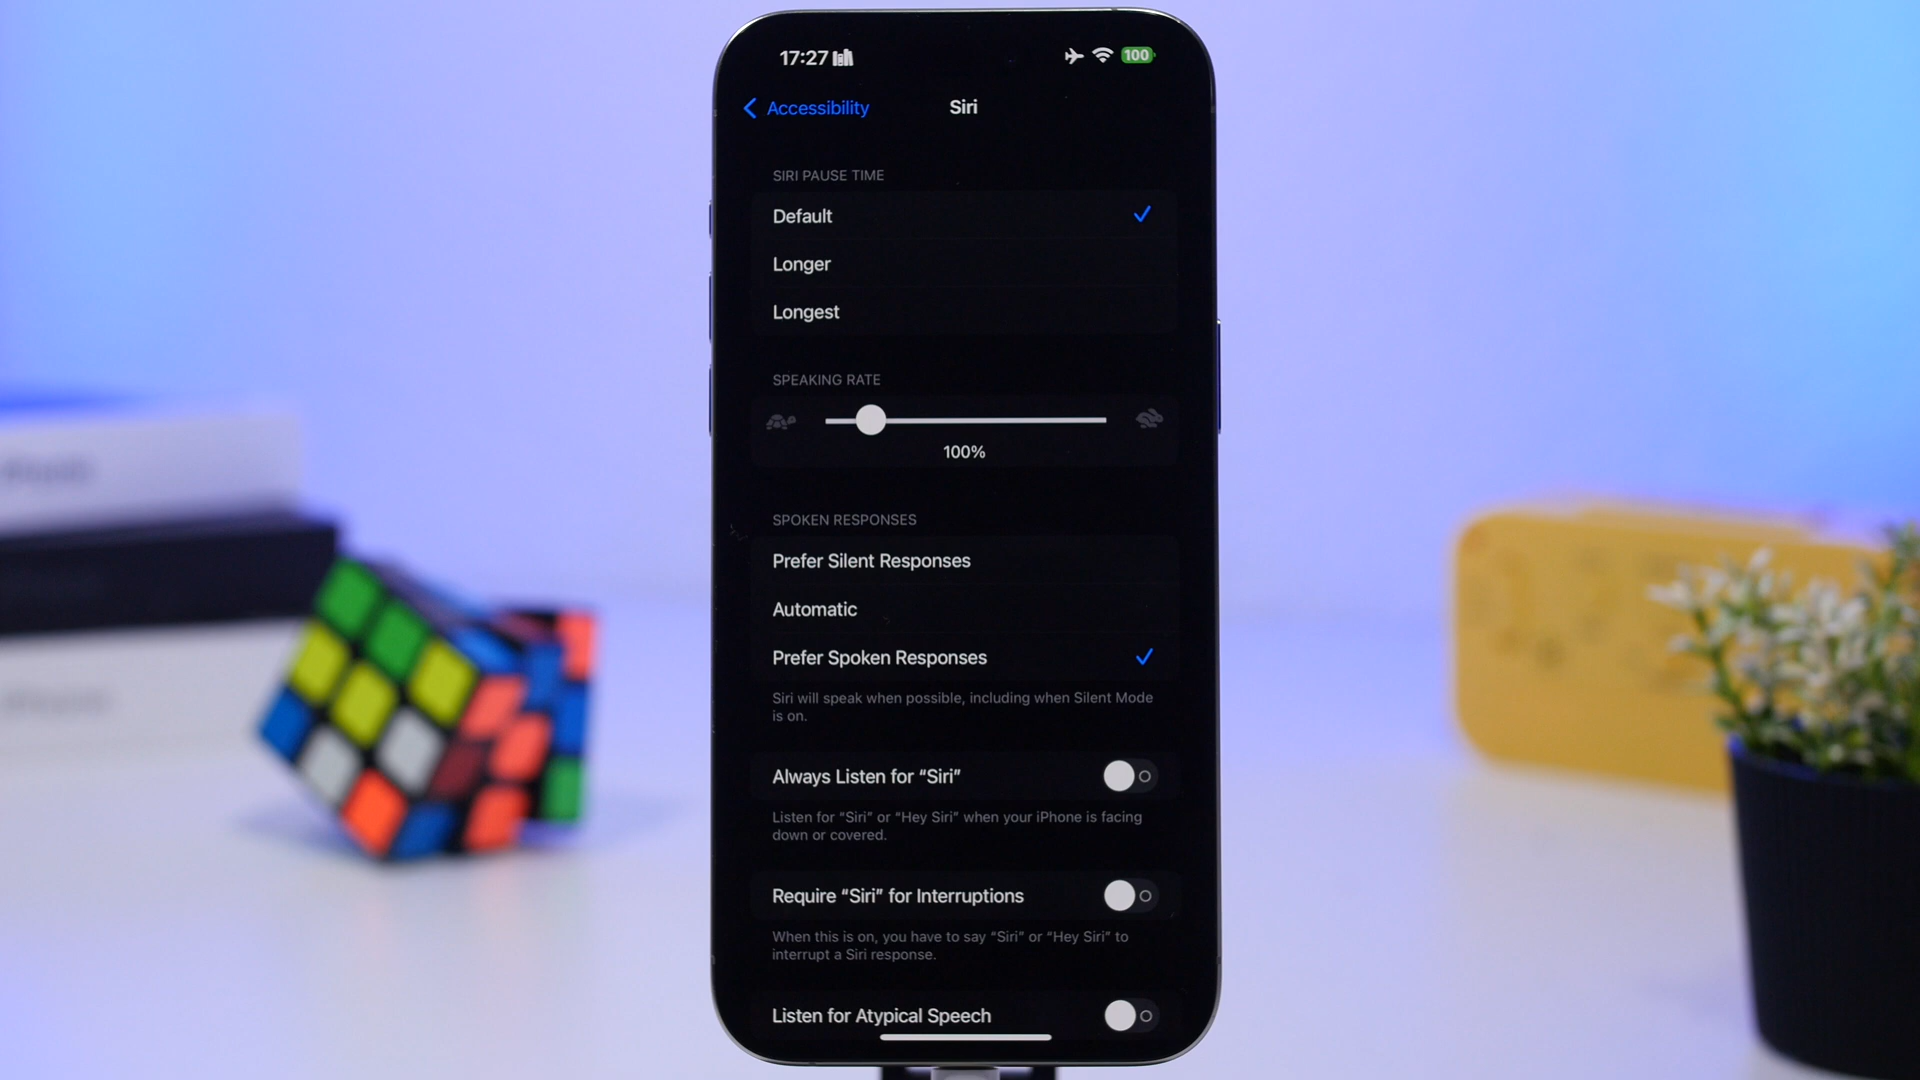 17:27
100
Accessibility
Siri
SIRI PAUSE TIME
Default
Longer
Longest
SPEAKING RATE
100%
SPOKEN RESPONSES
Prefer Silent Responses
Automatic
Prefer Spoken Responses
Siri will speak when possible, including when Silent Mode
is on.
Always Listen for “Siri”
Listen for “Siri” or “Hey Siri” when your iPhone is facing
down or covered.
Require “Siri” for Interruptions
When this is on, you have to say “Siri” or “Hey Siri” to
interrupt a Siri response.
Listen for Atypical Speech